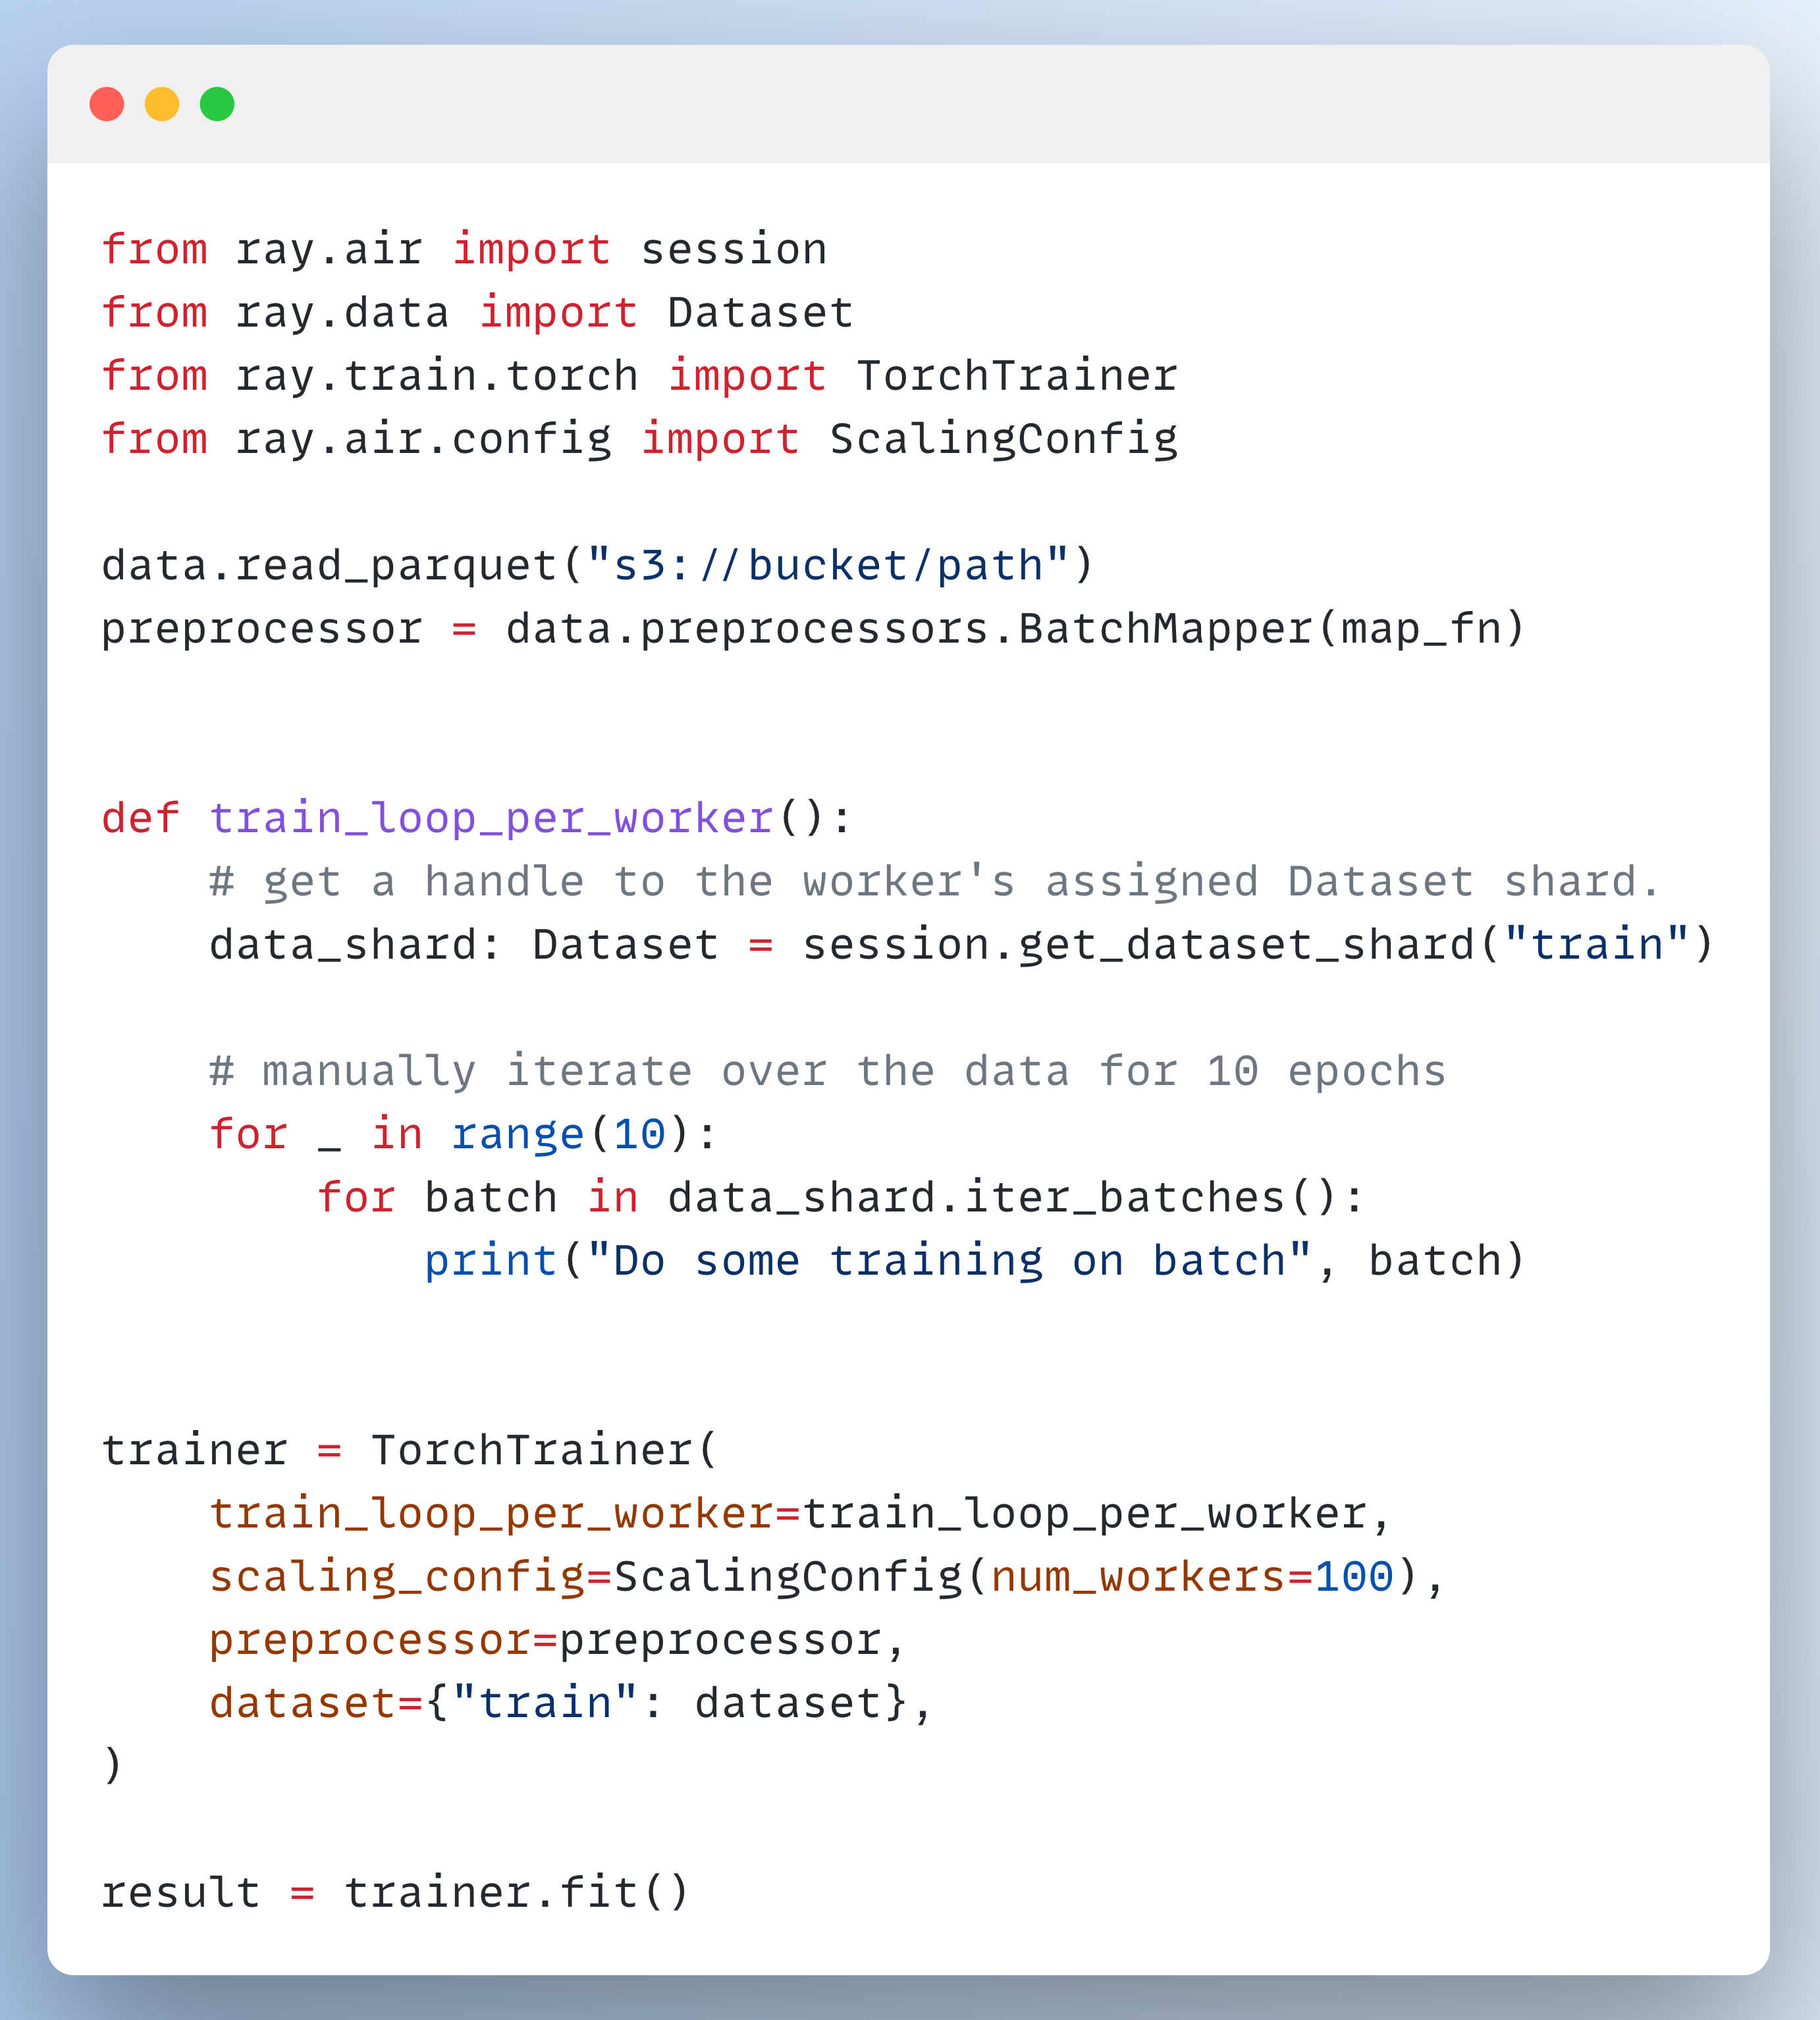 from ray.air import session
from ray.data import Dataset
from ray.train.torch import TorchTrainer
from ray.air.config import ScalingConfig

data.read_parquet("s3://bucket/path")
preprocessor = data.preprocessors.BatchMapper(map_fn)


def train_loop_per_worker():
    # get a handle to the worker's assigned Dataset shard.
    data_shard: Dataset = session.get_dataset_shard("train")

    # manually iterate over the data for 10 epochs
    for _ in range(10):
        for batch in data_shard.iter_batches():
            print("Do some training on batch", batch)


trainer = TorchTrainer(
    train_loop_per_worker=train_loop_per_worker,
    scaling_config=ScalingConfig(num_workers=100),
    preprocessor=preprocessor,
    dataset={"train": dataset},
)

result = trainer.fit()